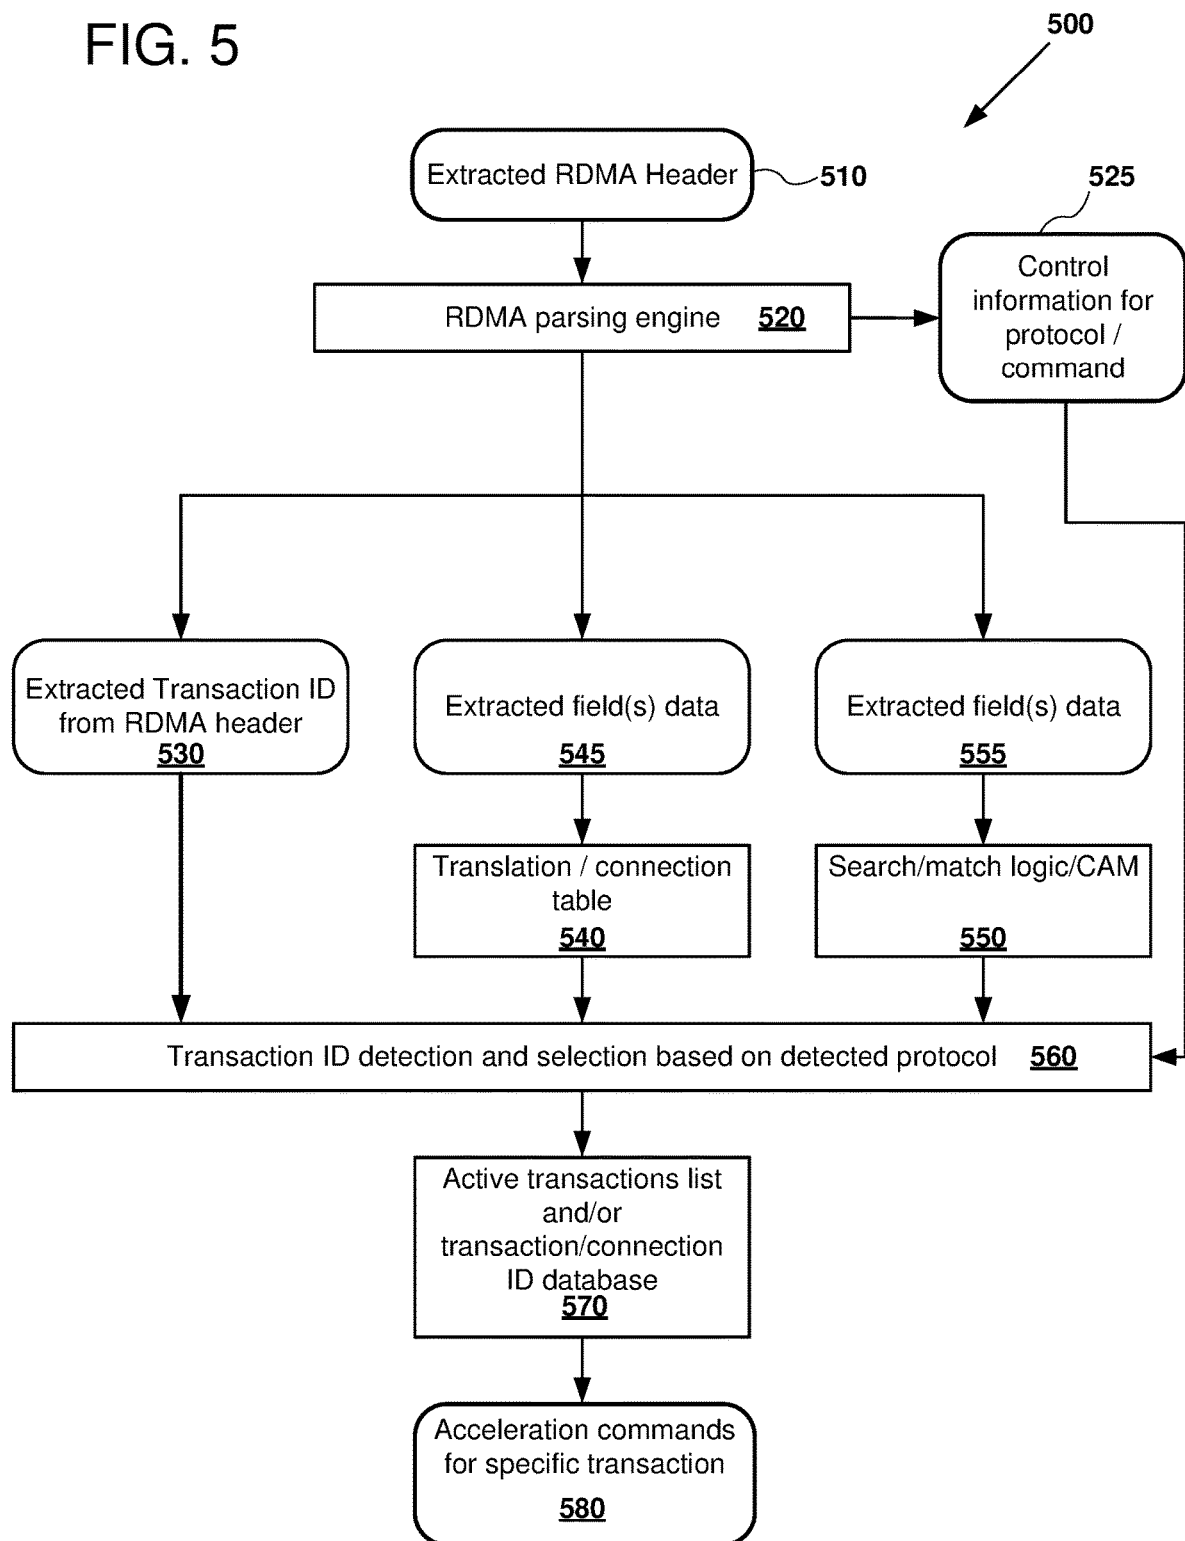 FIG. 5
500
Extracted RDMA Header
510
525
Control
information for
protocol /
command
RDMA parsing engine 520
Extracted Transaction ID
from RDMA header
530
Extracted field(s) data
545
Extracted field(s) data
555
Translation / connection
table
540
Search/match logic/CAM
550
Transaction ID detection and selection based on detected protocol 560
Active transactions list
and/or
transaction/connection
ID database
570
Acceleration commands
for specific transaction
580